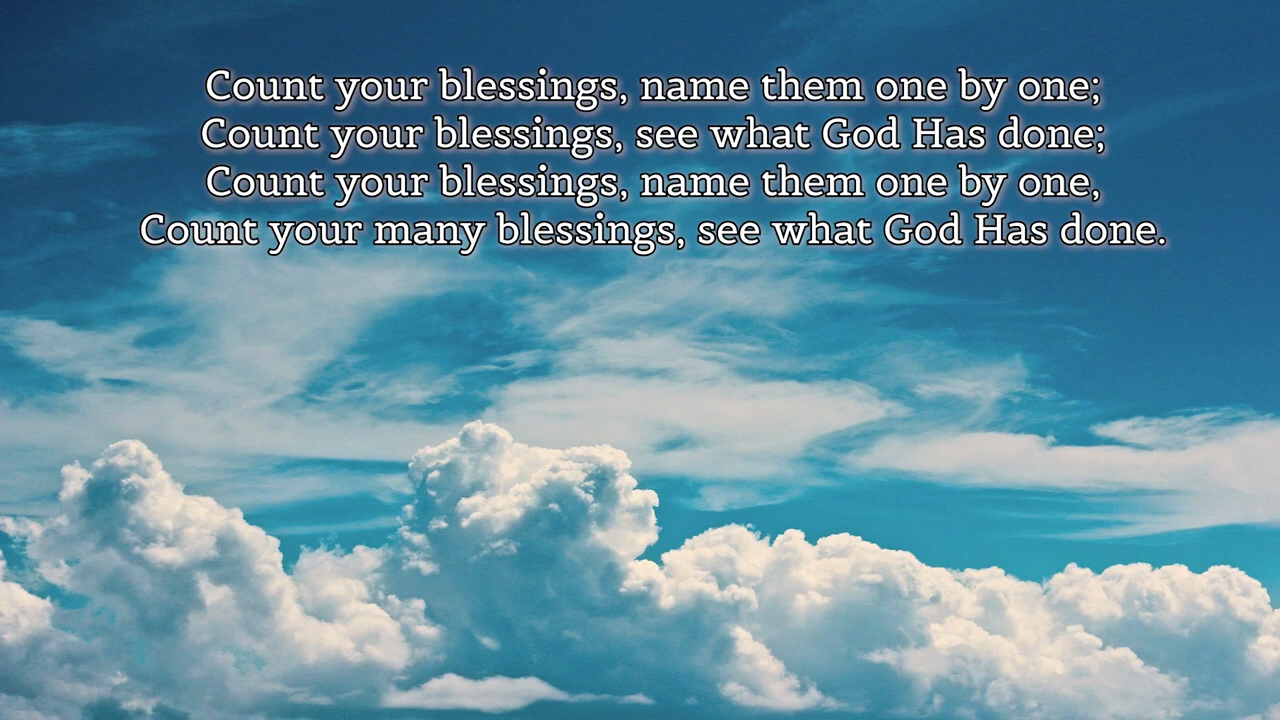 Count your blessings, name them one by one;
Count your blessings, see what God Has done;
Count your blessings, name them one by one,
Count your many blessings, see what God Has done.